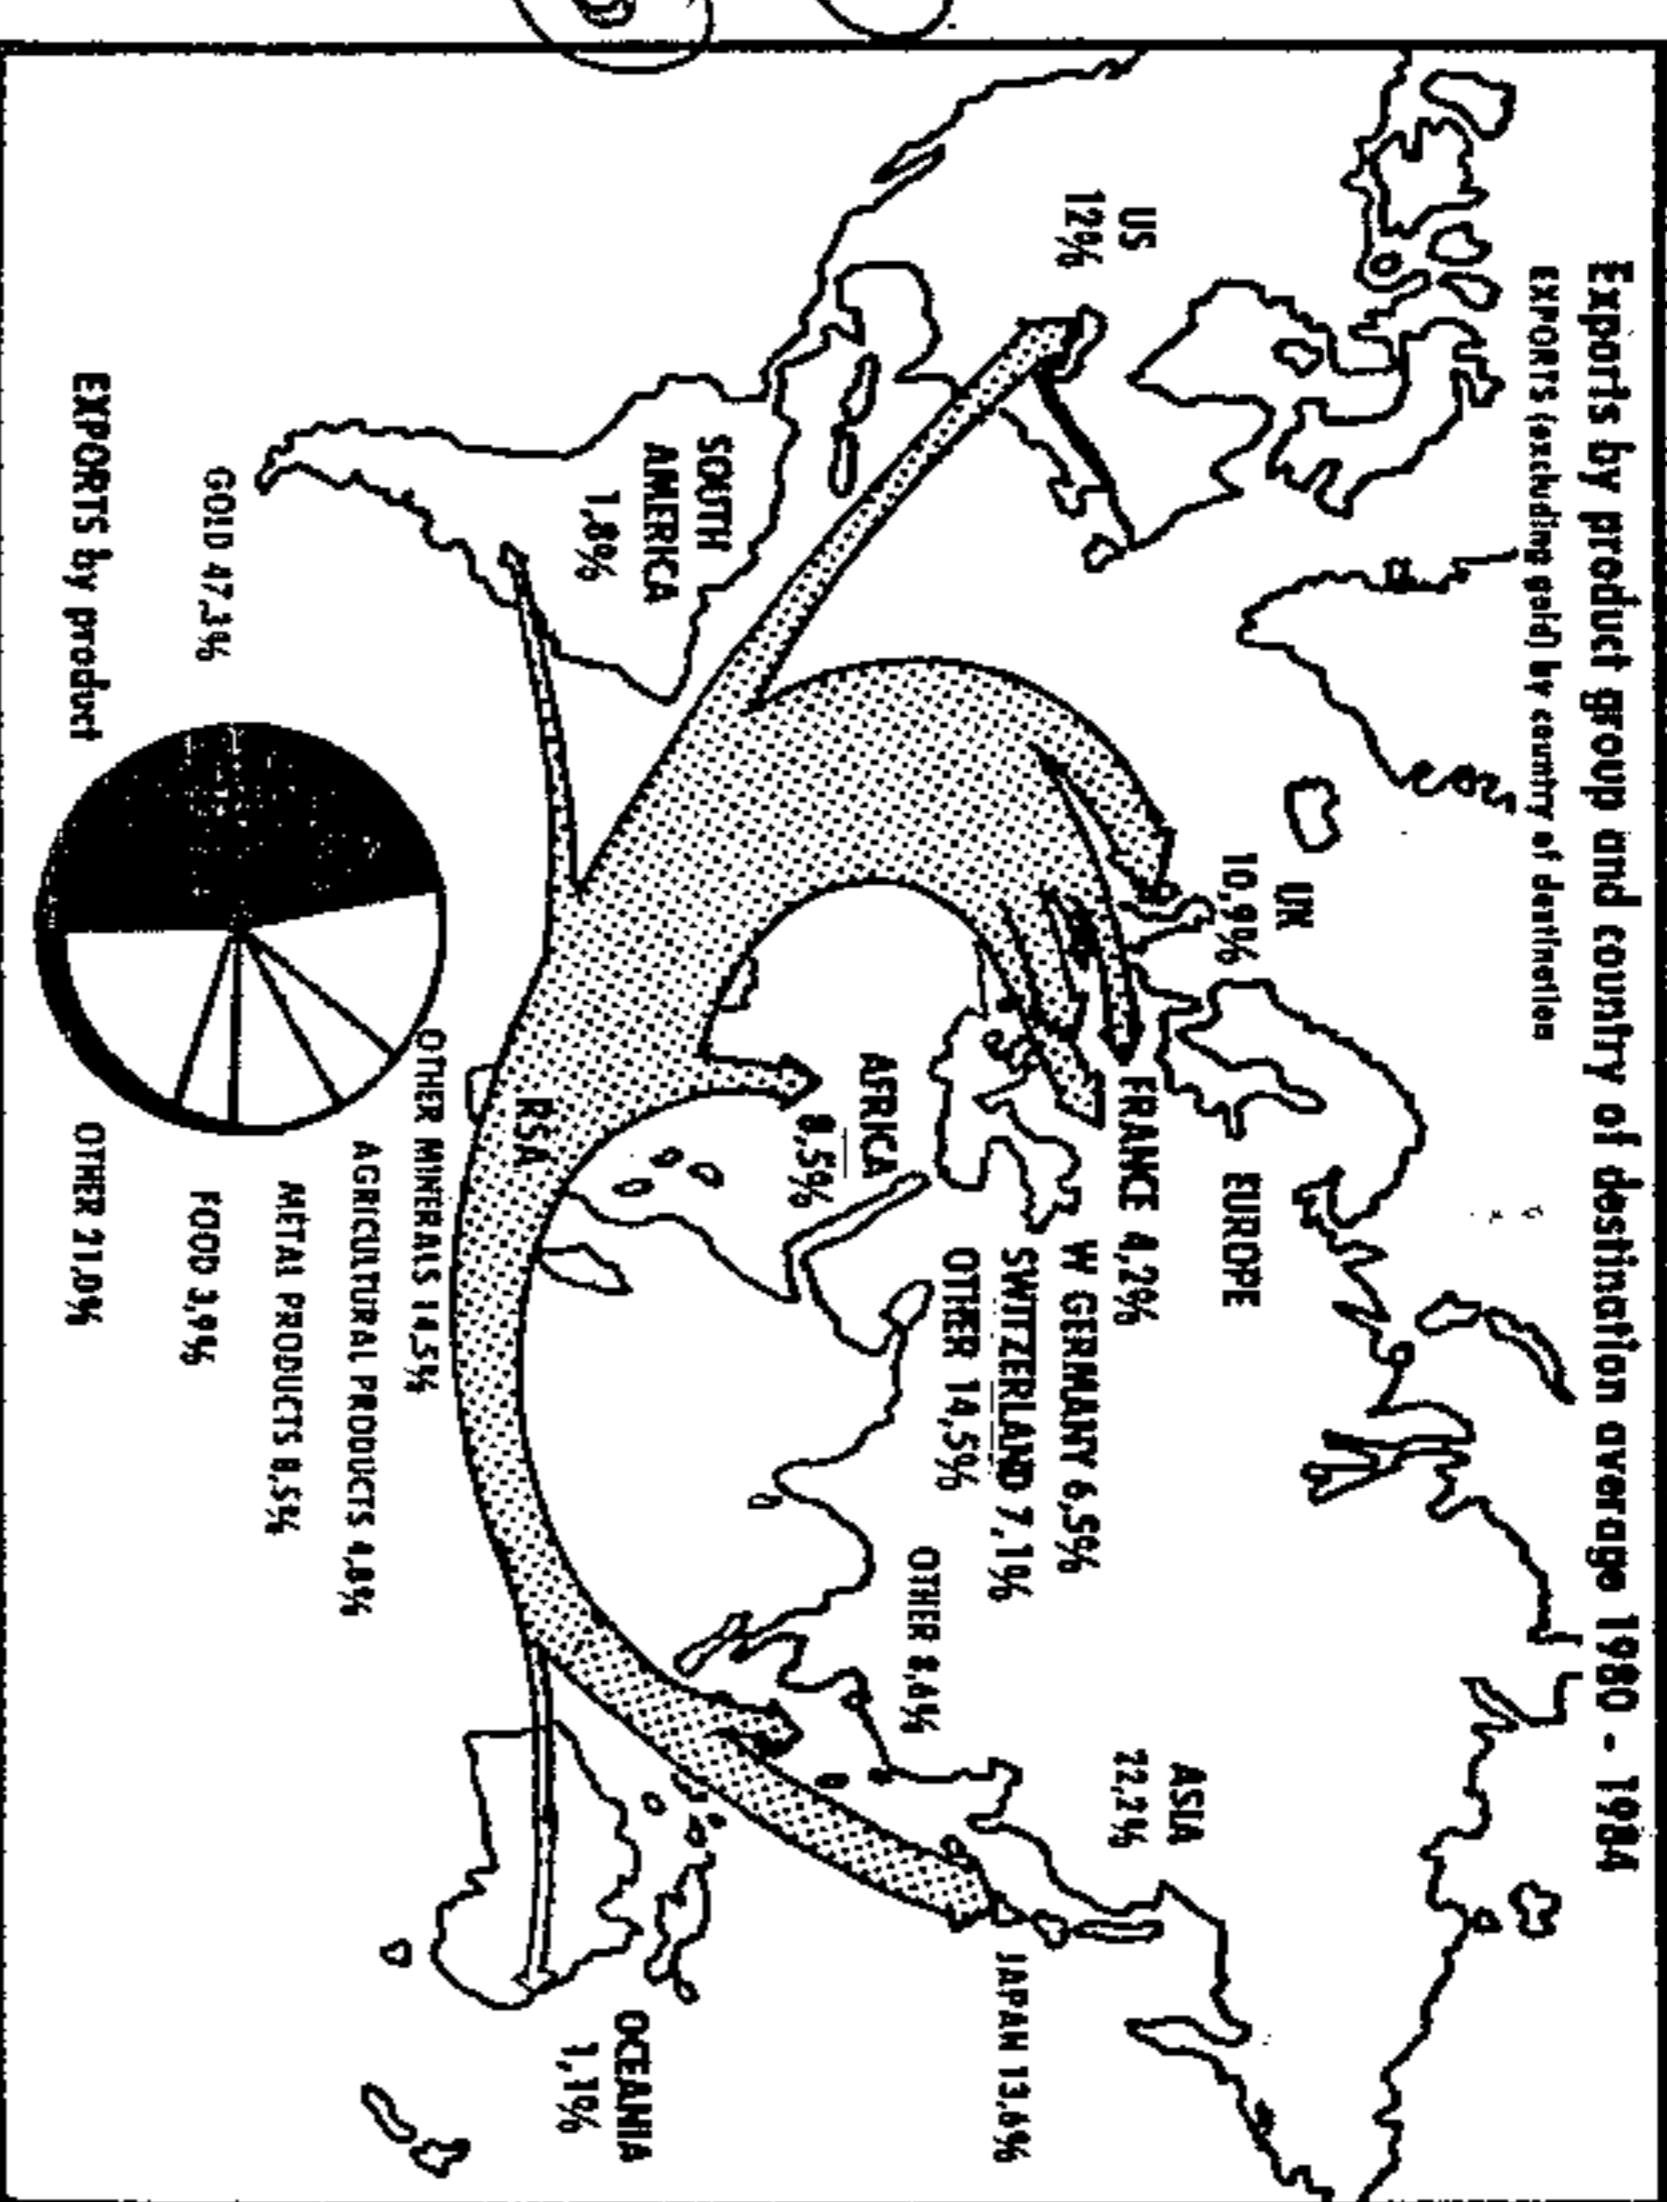 Exports by product group and country of destination average 1980 - 1984
EXPORTS (excluding gold) by country of destination
US
12%
UK
10,9%
EUROPE
FRANCE 4,2%
W GERMANY 6,5%
SWITZERLAND 7,1%
OTHER 14,5%
ASIA
22,2%
JAPAN 13,6%
OTHER 8,6%
AFRICA
8,5%
SOUTH
AMERICA
1,8%
RSA
OCEANIA
1,1%
GOLD 47,3%
OTHER MINERALS 14,5%
AGRICULTURAL PRODUCTS 4,8%
METAL PRODUCTS 8,5%
FOOD 3,9%
OTHER 21,0%
EXPORTS by product